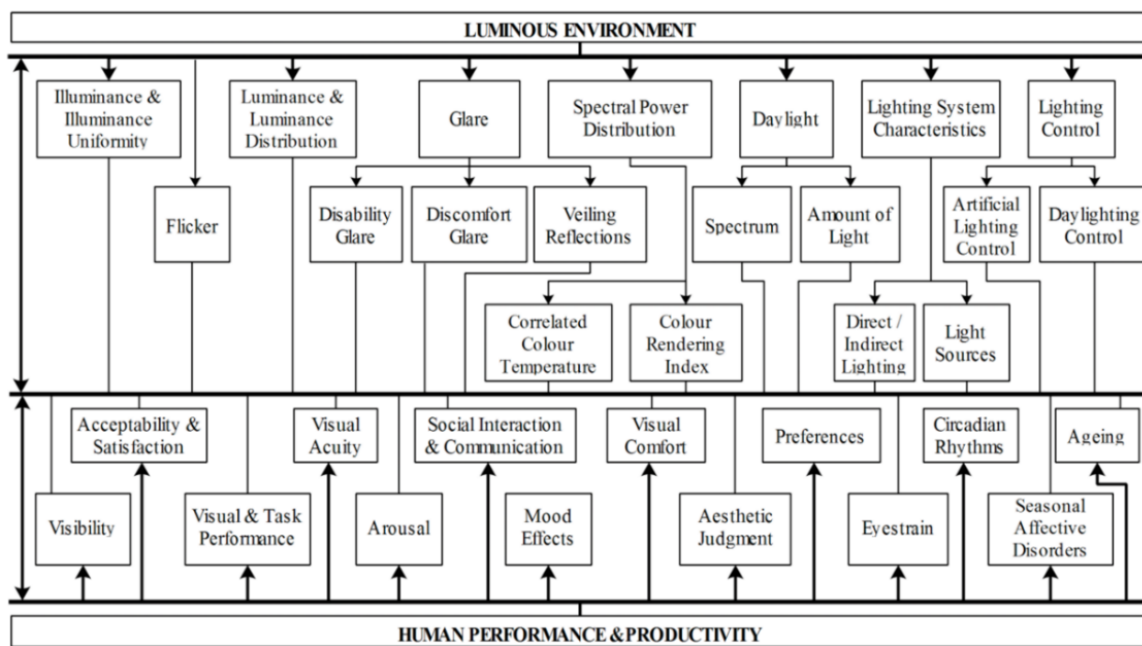 LUMINOUS ENVIRONMENT
Illuminance &
Illuminance
Uniformity
Luminance &
Luminance
Distribution
Glare
Spectral Power
Distribution
Daylight
Lighting System
Characteristics
Lighting
Control
Flicker
Disability
Glare
Discomfort
Glare
Veiling
Reflections
Spectrum
Amount of
Light
Artificial
Lighting
Control
Daylighting
Control
Correlated
Colour
Temperature
Colour
Rendering
Index
Direct /
Indirect
Lighting
Light
Sources
Acceptability &
Satisfaction
Visual
Acuity
Social Interaction
& Communication
Visual
Comfort
Preferences
Circadian
Rhythms
Ageing
Visibility
Visual & Task
Performance
Arousal
Mood
Effects
Aesthetic
Judgment
Eyestrain
Seasonal
Affective
Disorders
HUMAN PERFORMANCE & PRODUCTIVITY